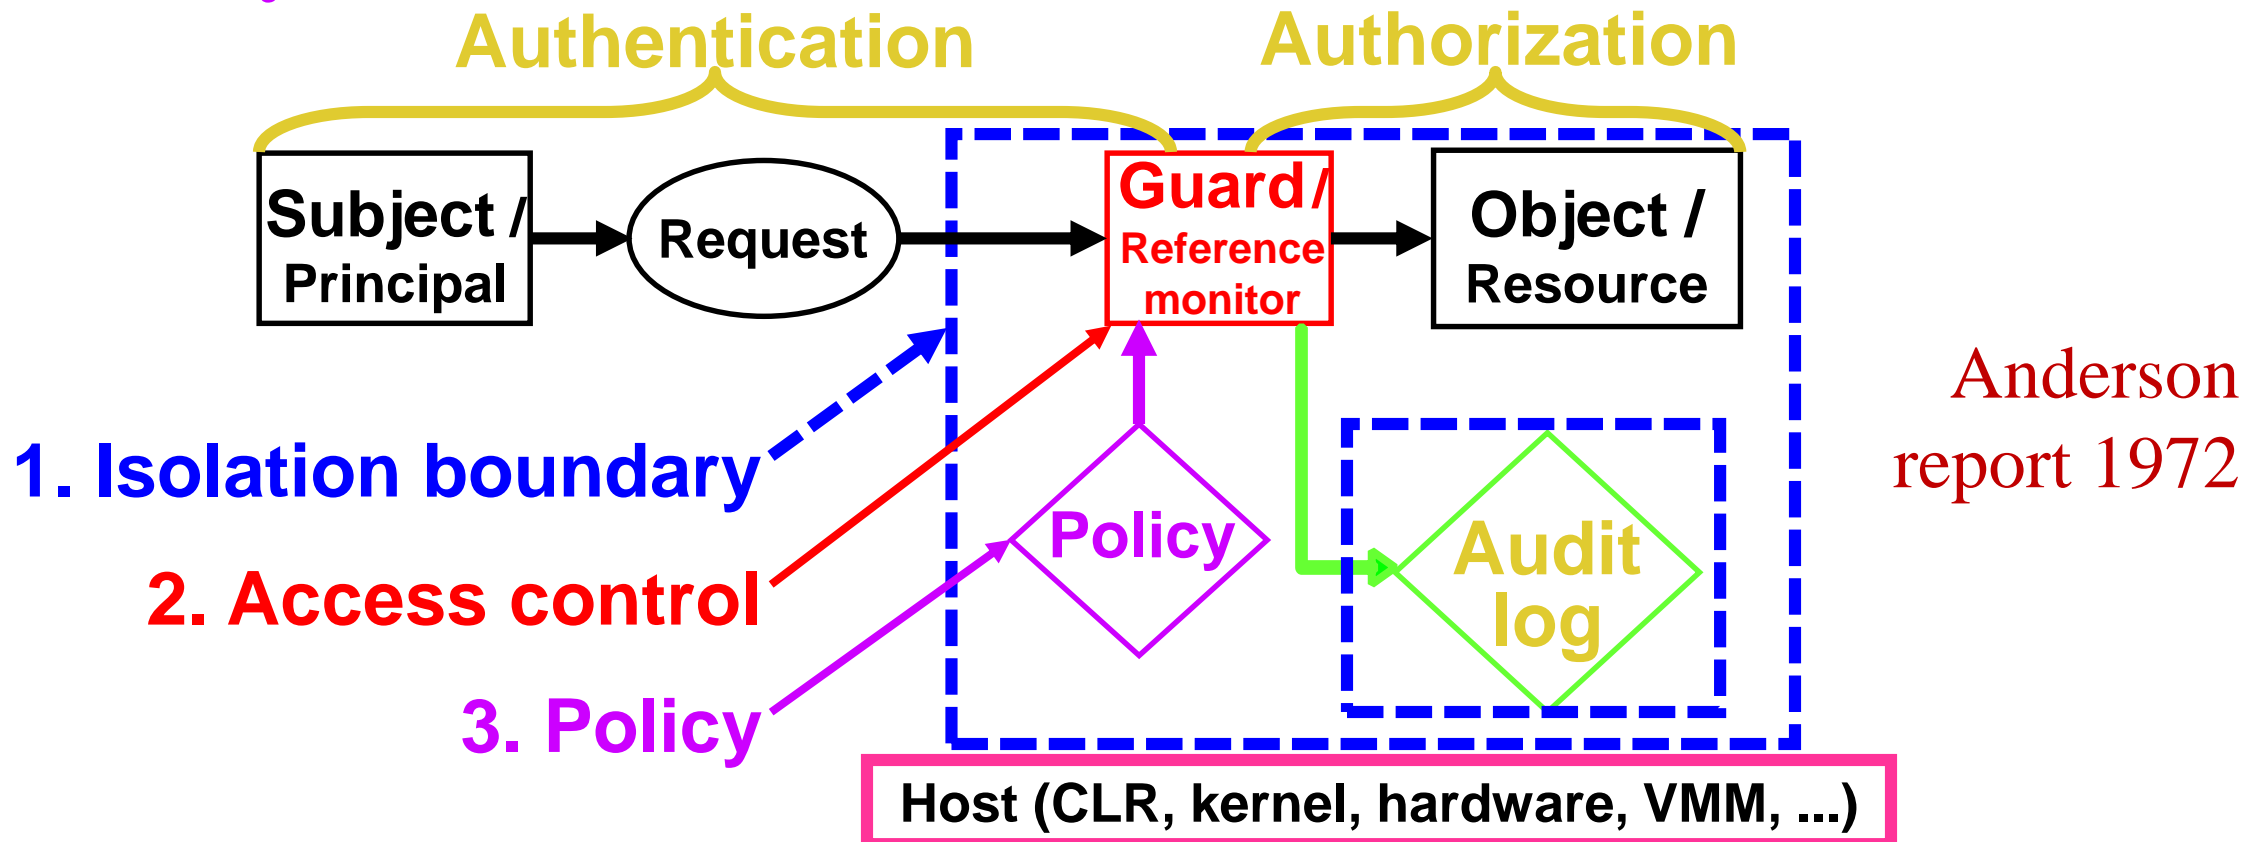 Authentication
Authorization
Subject /
Principal
Request
Guard/
Reference
monitor
Object /
Resource
Anderson
report 1972
1. Isolation boundary
2. Access control
3. Policy
Policy
Audit
log
Host (CLR, kernel, hardware, VMM, ...)